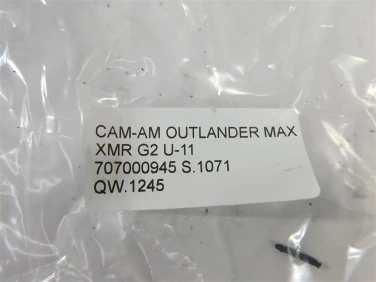 CAM-AM OUTLANDER MAX
XMR G2 U-11
707000945 S.1071
QW.1245